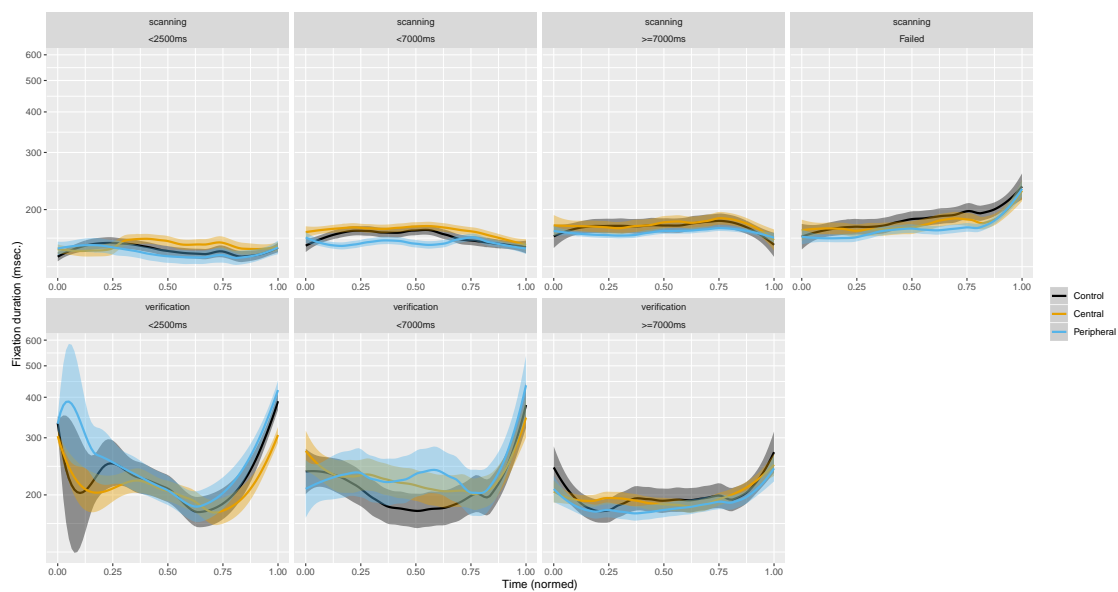 scanning
<2500ms
scanning
<7000ms
scanning
>=7000ms
scanning
Failed
600
500
400
300
200
0.00 0.25 0.50 0.75 1.00
0.00 0.25 0.50 0.75 1.00
0.00 0.25 0.50 0.75 1.00
0.00 0.25 0.50 0.75 1.00
verification
<2500ms
verification
<7000ms
verification
>=7000ms
600
500
400
300
200
0.00 0.25 0.50 0.75 1.00
0.00 0.25 0.50 0.75 1.00
0.00 0.25 0.50 0.75 1.00
Time (normed)
Fixation duration (msec.)
Control
Central
Peripheral